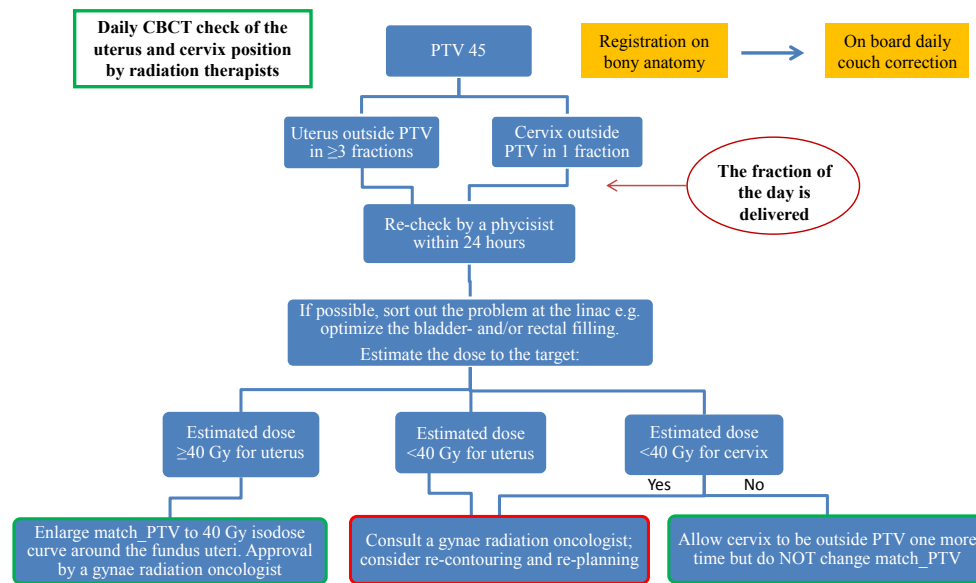 Daily CBCT check of the
uterus and cervix position
by radiation therapists
PTV 45
Registration on
bony anatomy
On board daily
couch correction
Uterus outside PTV
in ≥3 fractions
Cervix outside
PTV in 1 fraction
The fraction of
the day is
delivered
Re-check by a phycisist
within 24 hours
If possible, sort out the problem at the linac e.g.
optimize the bladder- and/or rectal filling.
Estimate the dose to the target:
Estimated dose
≥40 Gy for uterus
Estimated dose
<40 Gy for uterus
Estimated dose
<40 Gy for cervix
Yes
No
Enlarge match_PTV to 40 Gy isodose
curve around the fundus uteri. Approval
by a gynae radiation oncologist
Consult a gynae radiation oncologist;
consider re-contouring and re-planning
Allow cervix to be outside PTV one more
time but do NOT change match_PTV